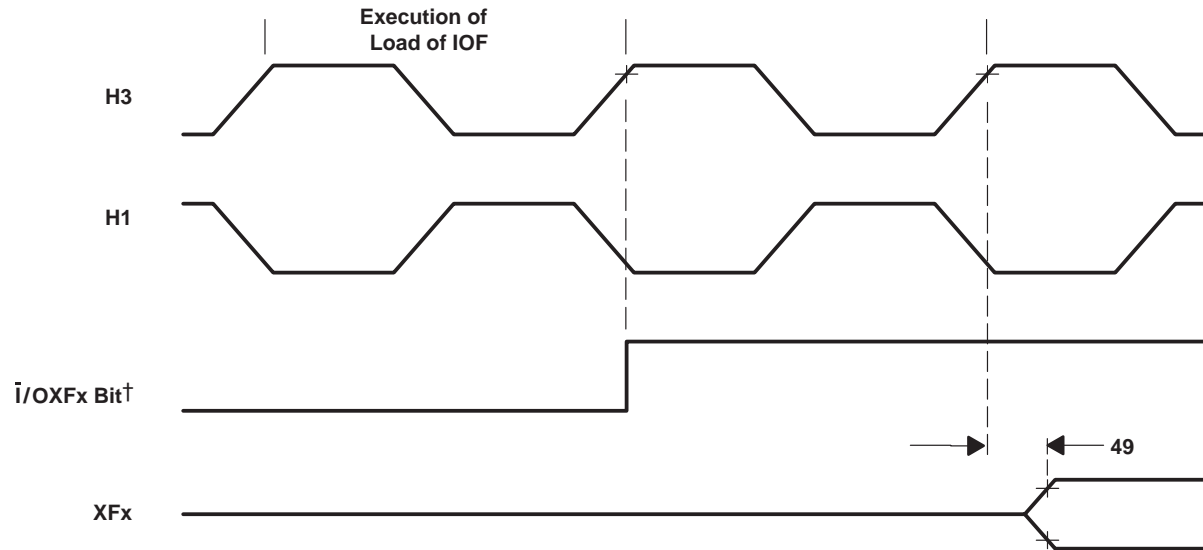 Execution of
Load of IOF
H3
H1
I̅/OXFx Bit†
49
XFx